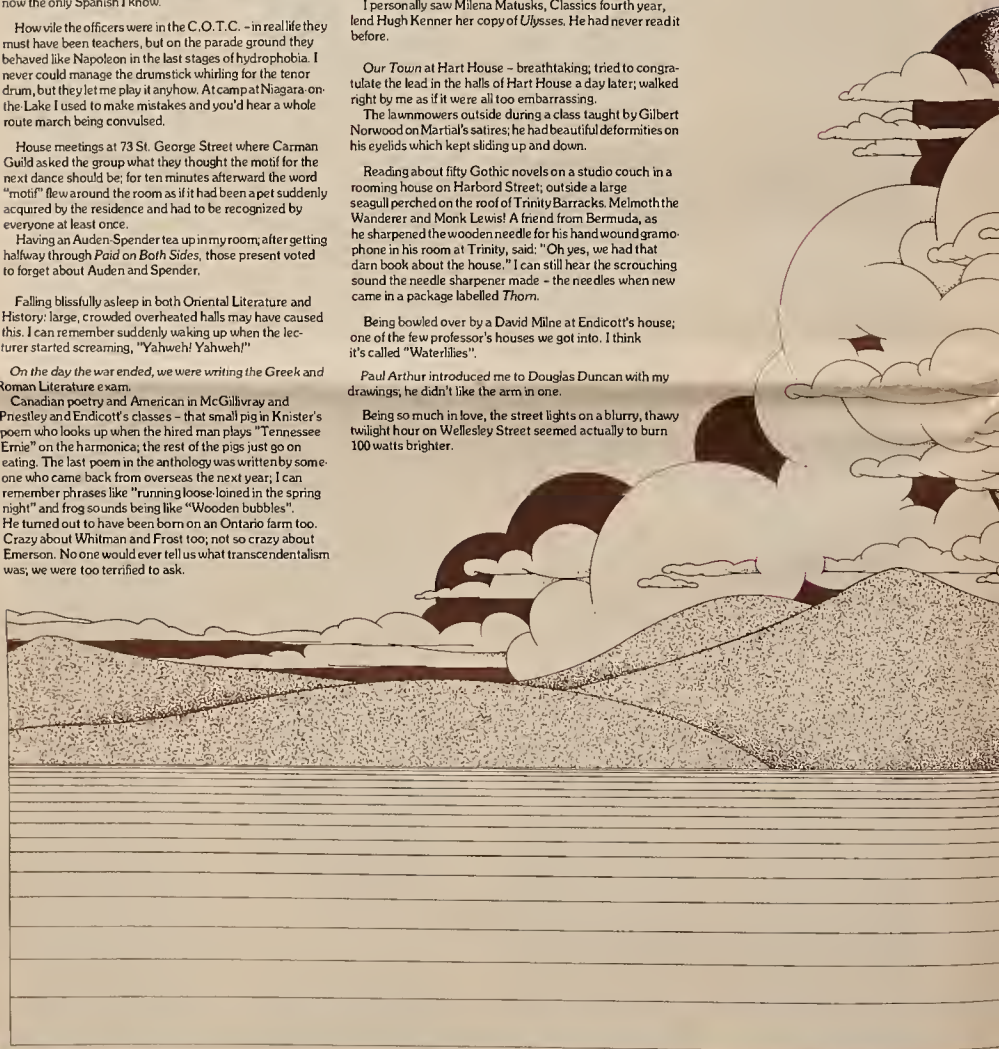 now the only Spanish I know.
How vile the officers were in the C.O.T.C. – in real life they
must have been teachers, but on the parade ground they
behaved like Napoleon in the last stages of hydrophobia. I
never could manage the drumstick whirling for the tenor
drum, but they let me play it anyhow. At camp at Niagara-on-
the-Lake I used to make mistakes and you'd hear a whole
route march being convulsed.
House meetings at 73 St. George Street where Carman
Guild asked the group what they thought the motif for the
next dance should be; for ten minutes afterward the word
"motif" flew around the room as if it had been a pet suddenly
acquired by the residence and had to be recognized by
everyone at least once.
Having an Auden-Spender tea up in my room; after getting
halfway through Paid on Both Sides, those present voted
to forget about Auden and Spender.
Falling blissfully asleep in both Oriental Literature and
History: large, crowded overheated halls may have caused
this. I can remember suddenly waking up when the lec-
turer started screaming, "Yahweh! Yahweh!"
On the day the war ended, we were writing the Greek and
Roman Literature exam.
Canadian poetry and American in McGillivray and
Priestley and Endicott's classes – that small pig in Knister's
poem who looks up when the hired man plays "Tennessee
Ernie" on the harmonica; the rest of the pigs just go on
eating. The last poem in the anthology was written by some-
one who came back from overseas the next year; I can
remember phrases like "running loose-loined in the spring
night" and frog sounds being like "Wooden bubbles".
He turned out to have been born on an Ontario farm too.
Crazy about Whitman and Frost too; not so crazy about
Emerson. No one would ever tell us what transcendentalism
was; we were too terrified to ask.
I personally saw Milena Matusks, Classics fourth year,
lend Hugh Kenner her copy of Ulysses. He had never read it
before.
Our Town at Hart House – breathtaking; tried to congra-
tulate the lead in the halls of Hart House a day later; walked
right by me as if it were all too embarrassing.
The lawnmowers outside during a class taught by Gilbert
Norwood on Martial's satires; he had beautiful deformities on
his eyelids which kept sliding up and down.
Reading about fifty Gothic novels on a studio couch in a
rooming house on Harbord Street; outside a large
seagull perched on the roof of Trinity Barracks. Melmoth the
Wanderer and Monk Lewis! A friend from Bermuda, as
he sharpened the wooden needle for his hand wound gramo-
phone in his room at Trinity, said: "Oh yes, we had that
darn book about the house." I can still hear the scrouching
sound the needle sharpener made – the needles when new
came in a package labelled Thorn.
Being bowled over by a David Milne at Endicott's house;
one of the few professor's houses we got into. I think
it's called "Waterlilies".
Paul Arthur introduced me to Douglas Duncan with my
drawings; he didn't like the arm in one.
Being so much in love, the street lights on a blurry, thawy
twilight hour on Wellesley Street seemed actually to burn
100 watts brighter.